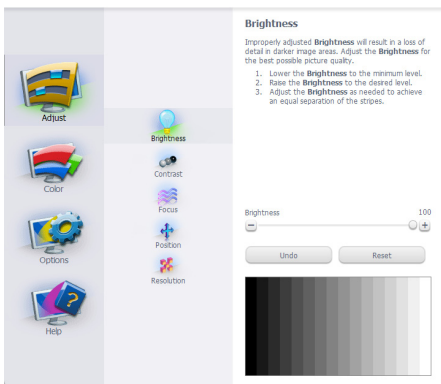 Adjust
Color
Options
Help
Brightness
Contrast
Focus
Position
Resolution
Brightness
Improperly adjusted Brightness will result in a loss of
detail in darker image areas. Adjust the Brightness for
the best possible picture quality.
1. Lower the Brightness to the minimum level.
2. Raise the Brightness to the desired level.
3. Adjust the Brightness as needed to achieve
an equal separation of the stripes.
Brightness 100
Undo Reset